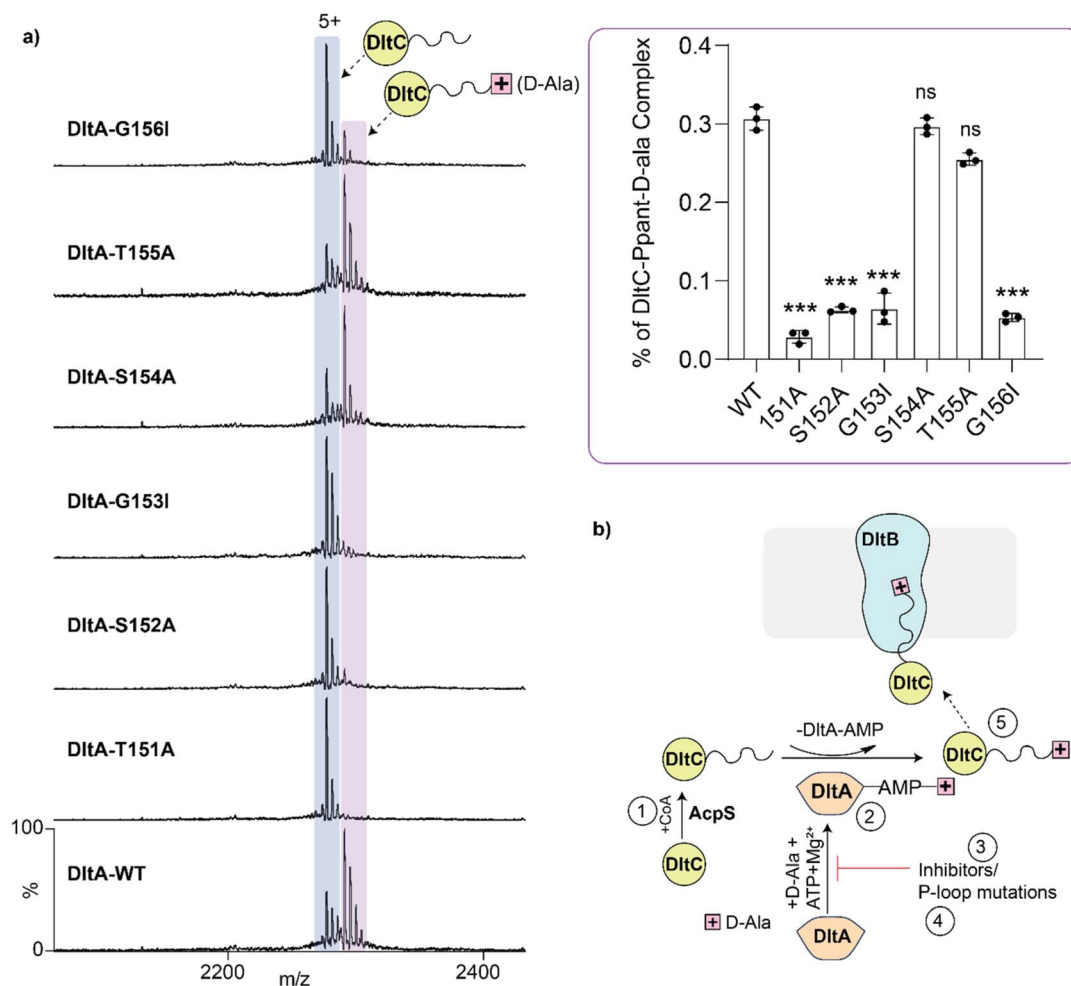 a)
5+
DltC
DltC
+ (D-Ala)
DltA-G156I
DltA-T155A
DltA-S154A
DltA-G153I
DltA-S152A
DltA-T151A
DltA-WT
100
%
0
2200
2400
m/z
% of DltC-Ppant-D-ala Complex
0.4
0.3
0.2
0.1
0.0
***
***
***
ns
ns
***
WT
151A
S152A
G153I
S154A
T155A
G156I
b)
DltB
+
DltC
-DltA-AMP
5
DltC
DltC
+
DltA
AMP
+
2
1
+CoA
AcpS
DltC
+D-Ala +
ATP+Mg²⁺
3
Inhibitors/
P-loop mutations
4
+ D-Ala
DltA